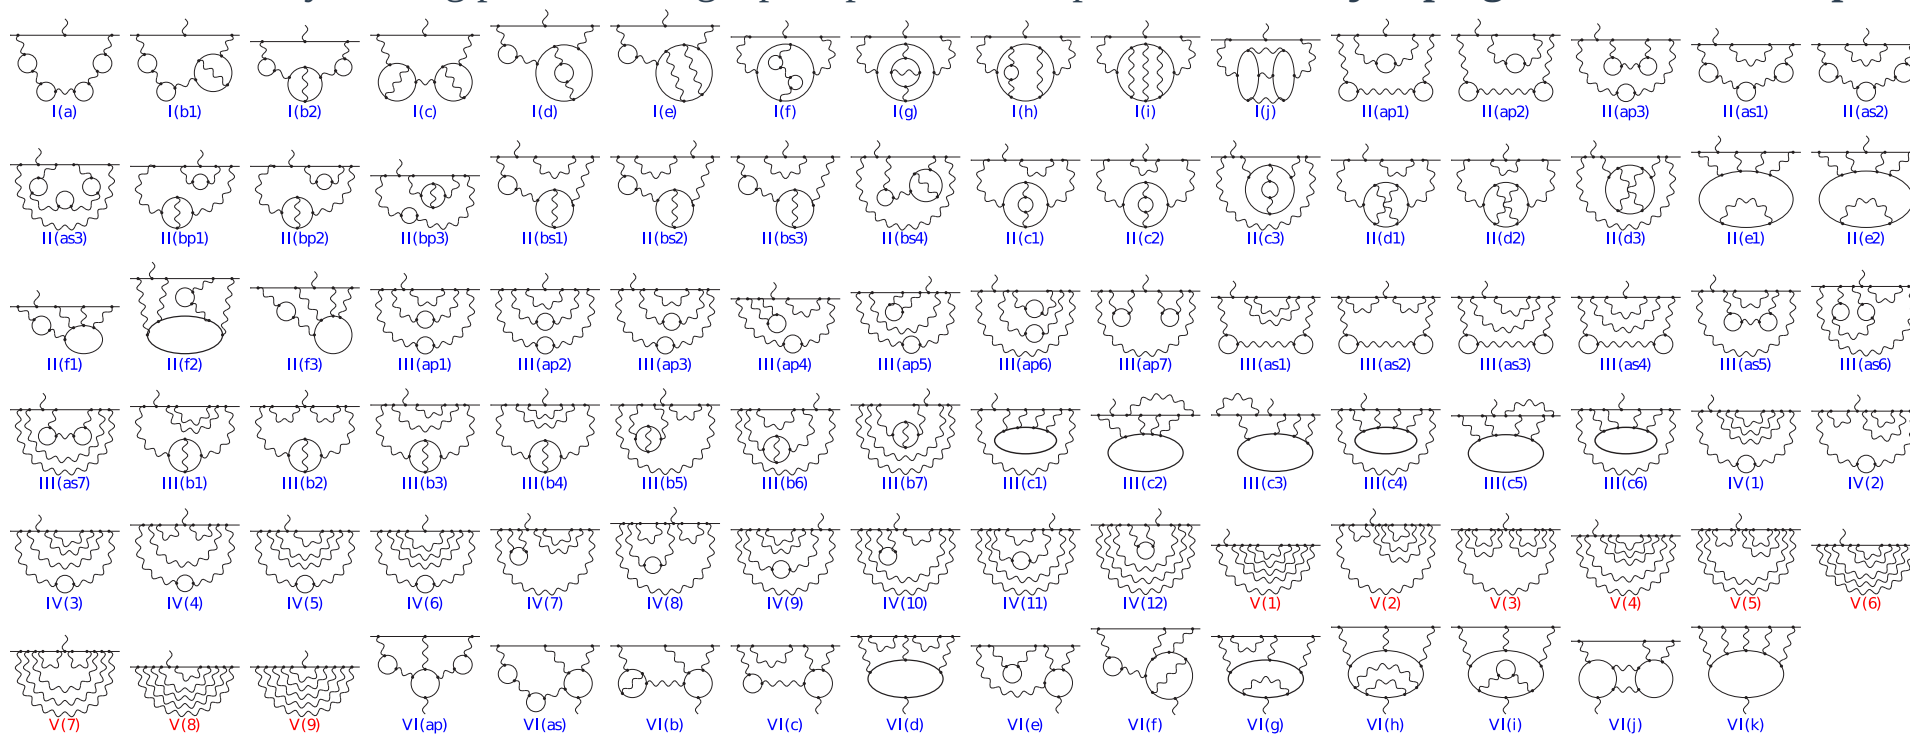 I(a) I(b1) I(b2) I(c) I(d) I(e) I(f) I(g) I(h) I(i) I(j) II(ap1) II(ap2) II(ap3) II(as1) II(as2)
II(as3) II(bp1) II(bp2) II(bp3) II(bs1) II(bs2) II(bs3) II(bs4) II(c1) II(c2) II(c3) II(d1) II(d2) II(d3) II(e1) II(e2)
II(f1) II(f2) II(f3) III(ap1) III(ap2) III(ap3) III(ap4) III(ap5) III(ap6) III(ap7) III(as1) III(as2) III(as3) III(as4) III(as5) III(as6)
III(as7) III(b1) III(b2) III(b3) III(b4) III(b5) III(b6) III(b7) III(c1) III(c2) III(c3) III(c4) III(c5) III(c6) IV(1) IV(2)
IV(3) IV(4) IV(5) IV(6) IV(7) IV(8) IV(9) IV(10) IV(11) IV(12) V(1) V(2) V(3) V(4) V(5) V(6)
V(7) V(8) V(9) VI(ap) VI(as) VI(b) VI(c) VI(d) VI(e) VI(f) VI(g) VI(h) VI(i) VI(j) VI(k)